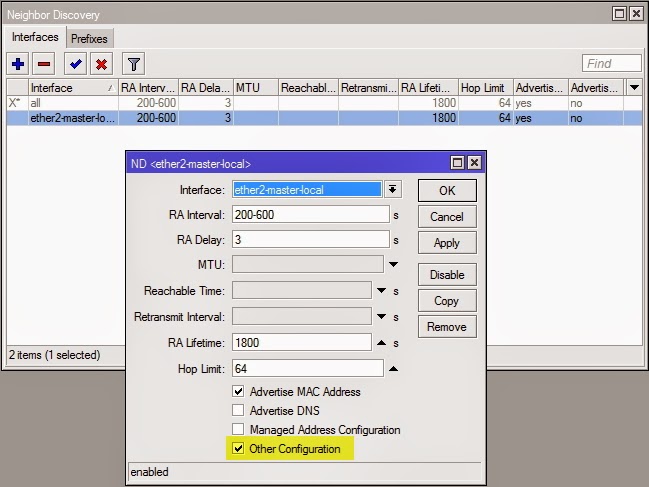 Neighbor Discovery
Interfaces Prefixes
Find
Interface RA Interv... RA Dela... MTU Reachabl... Retransmi... RA Lifeti... Hop Limit Advertis... Advertis...
X* all 200-600 3 1800 64 yes no
ether2-master-lo... 200-600 3 1800 64 yes no
ND <ether2-master-local>
Interface: ether2-master-local OK
RA Interval: 200-600 s Cancel
RA Delay: 3 s Apply
MTU: Disable
Reachable Time: s Copy
Retransmit Interval: s Remove
RA Lifetime: 1800 s
2 items (1 selected)
Hop Limit: 64
Advertise MAC Address
Advertise DNS
Managed Address Configuration
Other Configuration
enabled